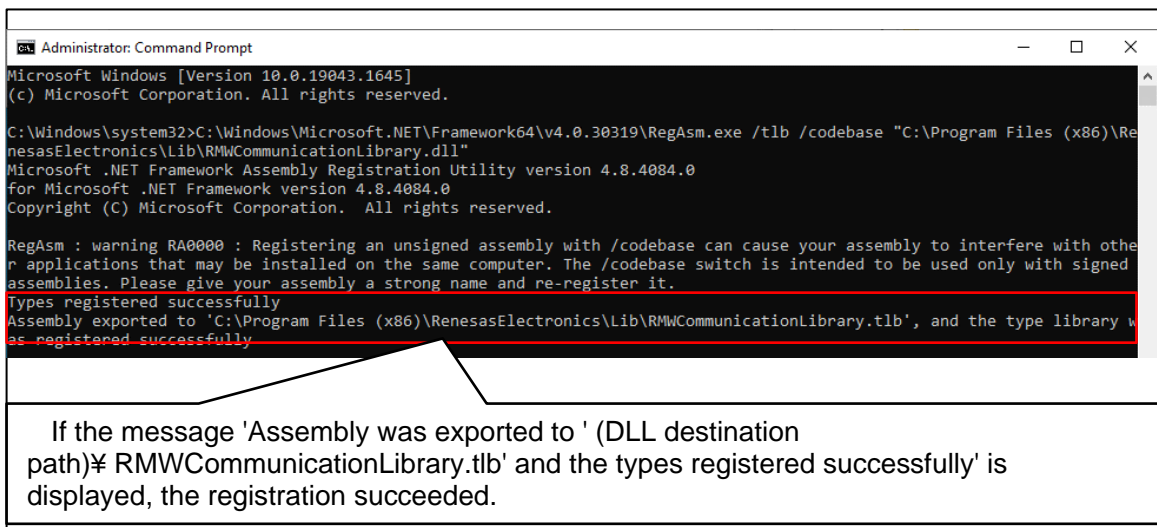 Administrator: Command Prompt
Microsoft Windows [Version 10.0.19043.1645]
(c) Microsoft Corporation. All rights reserved.
C:\Windows\system32>C:\Windows\Microsoft.NET\Framework64\v4.0.30319\RegAsm.exe /tlb /codebase "C:\Program Files (x86)\Re
nesasElectronics\Lib\RMWCommunicationLibrary.dll"
Microsoft .NET Framework Assembly Registration Utility version 4.8.4084.0
for Microsoft .NET Framework version 4.8.4084.0
Copyright (C) Microsoft Corporation.  All rights reserved.
RegAsm : warning RA0000 : Registering an unsigned assembly with /codebase can cause your assembly to interfere with othe
r applications that may be installed on the same computer. The /codebase switch is intended to be used only with signed
assemblies. Please give your assembly a strong name and re-register it.
Types registered successfully
Assembly exported to 'C:\Program Files (x86)\RenesasElectronics\Lib\RMWCommunicationLibrary.tlb', and the type library w
as registered successfully
If the message 'Assembly was exported to ' (DLL destination
path)¥ RMWCommunicationLibrary.tlb' and the types registered successfully' is
displayed, the registration succeeded.